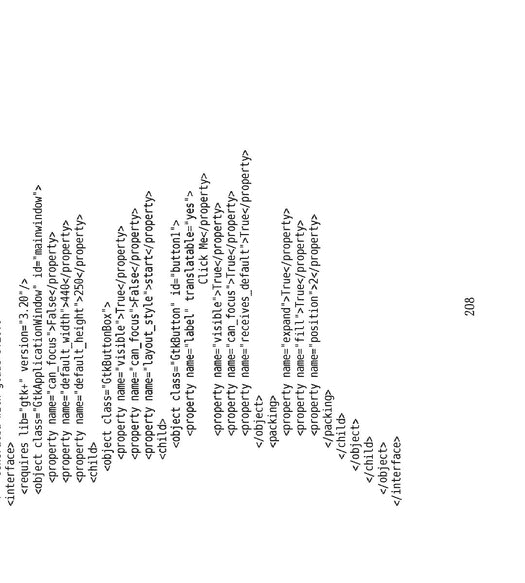 <interface>
<requires lib="gtk+" version="3.20"/>
<object class="GtkApplicationWindow" id="mainwindow">
<property name="can_focus">False</property>
<property name="default_width">440</property>
<property name="default_height">250</property>
<child>
<object class="GtkButtonBox">
<property name="visible">True</property>
<property name="can_focus">False</property>
<property name="layout_style">start</property>
<child>
<object class="GtkButton" id="button1">
<property name="label" translatable="yes">
Click Me</property>
<property name="visible">True</property>
<property name="can_focus">True</property>
<property name="receives_default">True</property>
</object>
<packing>
<property name="expand">True</property>
<property name="fill">True</property>
<property name="position">2</property>
</packing>
</child>
</object>
</child>
</object>
</interface>
208